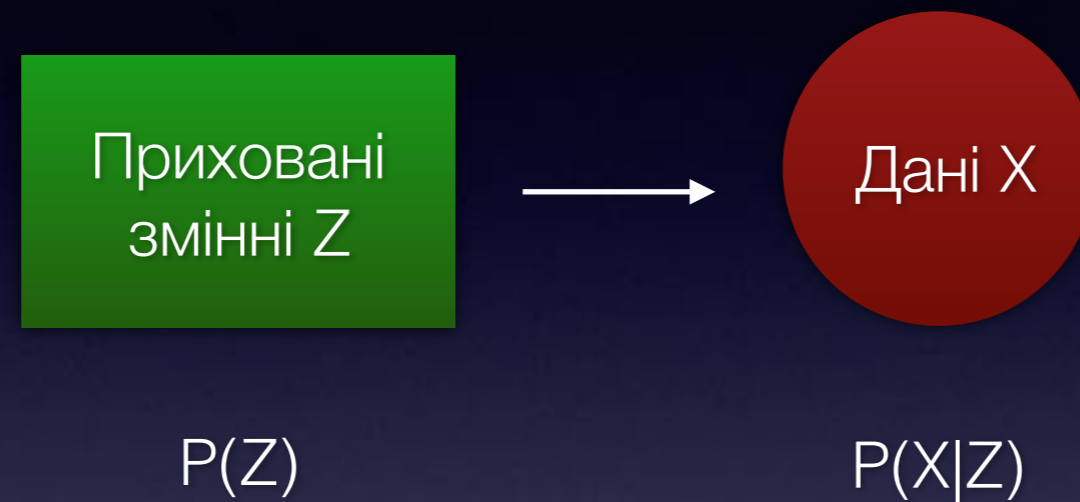 Приховані
змінні Z
Дані X
P(Z)
P(X|Z)